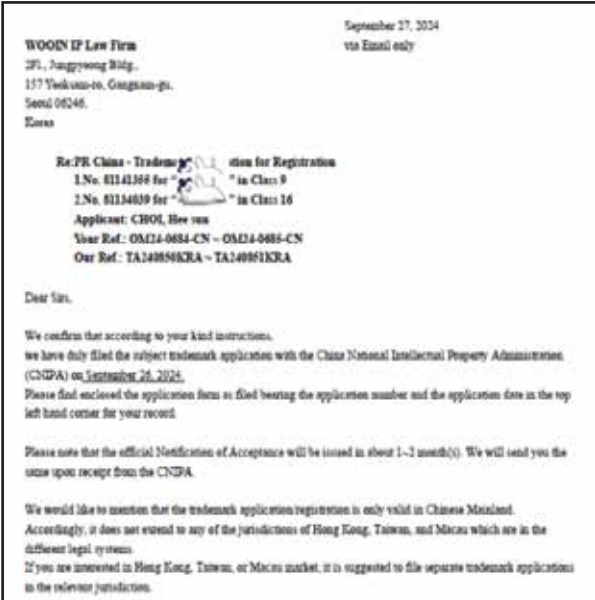 September 27, 2024
via Email only
WOOIN IP Law Firm
2Fl., Jungpyeong Bldg.,
157 Yeoksam-ro, Gangnam-gu,
Seoul 06246,
Korea
Re:PR China - Trademark tion for Registration
1.No. 81141366 for " " in Class 9
2.No. 81134039 for " " in Class 16
Applicant: CHOI, Hee sun
Your Ref.: OM24-0684-CN ~ OM24-0685-CN
Our Ref.: TA240850KRA ~ TA240851KRA
Dear Sirs,
We confirm that according to your kind instructions,
we have duly filed the subject trademark application with the China National Intellectual Property Administration
(CNIPA) on September 26, 2024.
Please find enclosed the application form as filed bearing the application number and the application date in the top
left hand corner for your record.
Please note that the official Notification of Acceptance will be issued in about 1~2 month(s). We will send you the
same upon receipt from the CNIPA.
We would like to mention that the trademark application registration is only valid in Chinese Mainland.
Accordingly, it does not extend to any of the jurisdictions of Hong Kong, Taiwan, and Macau which are in the
different legal systems.
If you are interested in Hong Kong, Taiwan, or Macau market, it is suggested to file separate trademark applications
in the relevant jurisdiction.